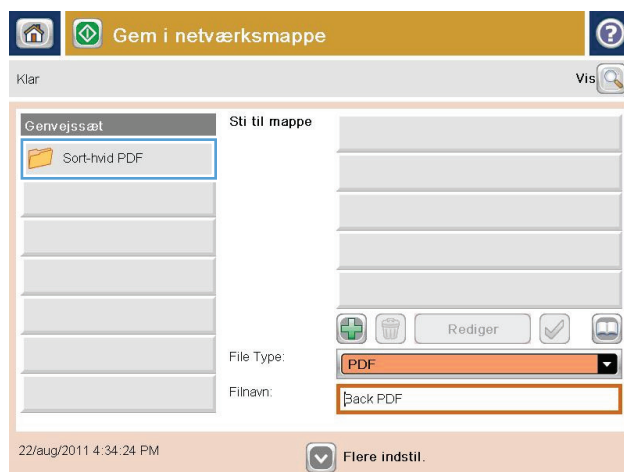 Gem i netværksmappe
Klar
Vis
Genvejssæt
Sti til mappe
Sort-hvid PDF
Rediger
File Type:
PDF
Filnavn:
Back PDF
22/aug/2011 4:34:24 PM
Flere indstil.